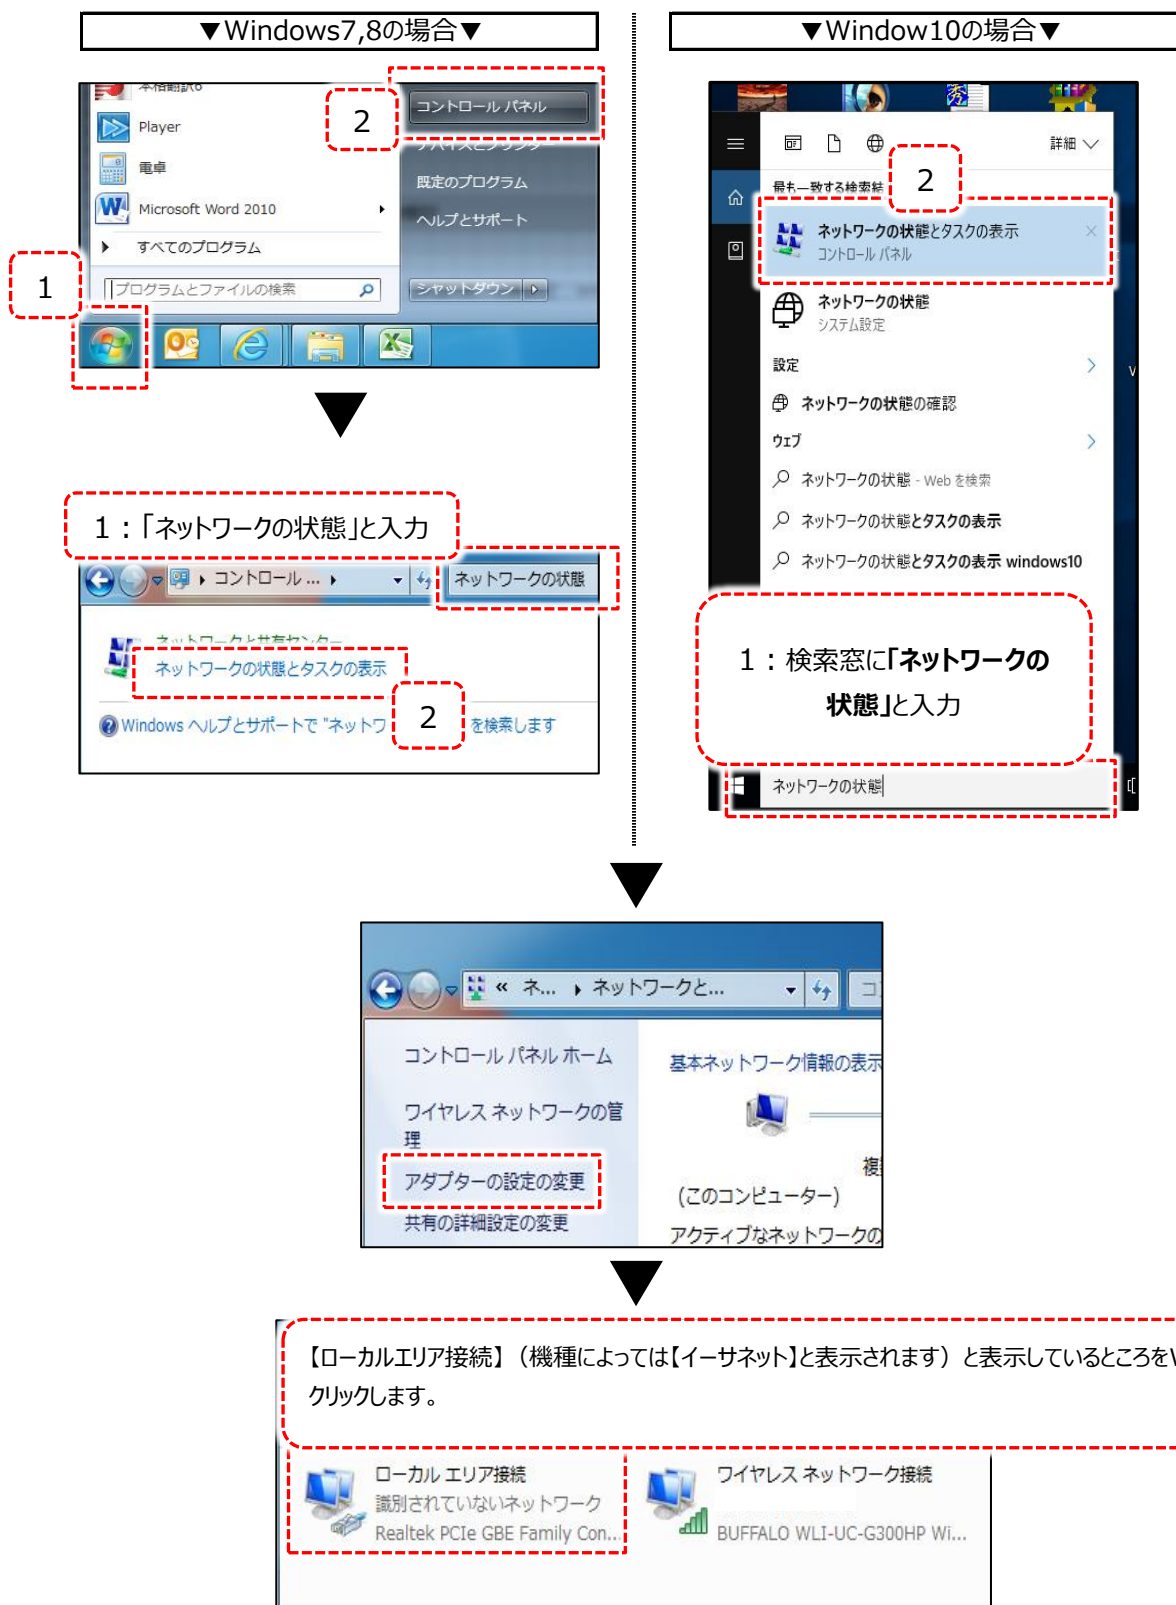 ▼Windows7,8の場合▼
2
コントロール パネル
Player
電卓
既定のプログラム
Microsoft Word 2010
ヘルプとサポート
すべてのプログラム
1
プログラムとファイルの検索
シャットダウン
1：「ネットワークの状態」と入力
コントロール ...
ネットワークの状態
ネットワークと共有センター
ネットワークの状態とタスクの表示
2
Windows ヘルプとサポートで "ネットワ
を検索します
▼Window10の場合▼
詳細
2
最も一致する検索結
ネットワークの状態とタスクの表示
コントロール パネル
ネットワークの状態
システム設定
設定
ネットワークの状態の確認
ウェブ
ネットワークの状態 - Web を検索
ネットワークの状態とタスクの表示
ネットワークの状態とタスクの表示 windows10
1：検索窓に「ネットワークの
状態」と入力
ネットワークの状態
« ネ... ネットワークと...
コントロール パネル ホーム
基本ネットワーク情報の表示
ワイヤレス ネットワークの管
理
アダプターの設定の変更
(このコンピューター)
共有の詳細設定の変更
アクティブなネットワークの
【ローカルエリア接続】（機種によっては【イーサネット】と表示されます）と表示しているところを
クリックします。
ローカル エリア接続
識別されていないネットワーク
Realtek PCIe GBE Family Con...
ワイヤレス ネットワーク接続
BUFFALO WLI-UC-G300HP Wi...